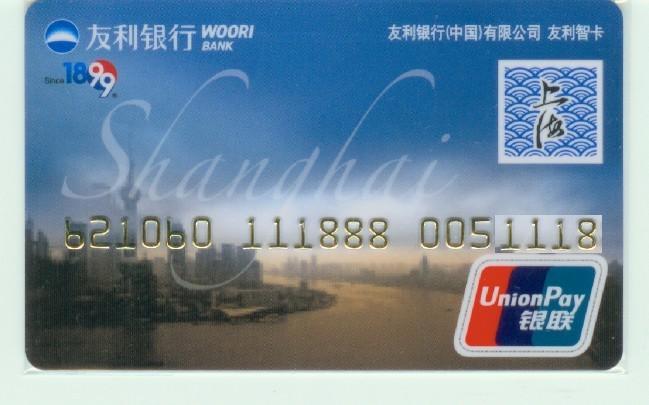 友利银行 WOORI BANK
友利银行(中国)有限公司 友利智卡
Since 1899
上海
Shanghai
621060 111888 0051118
UnionPay
银联